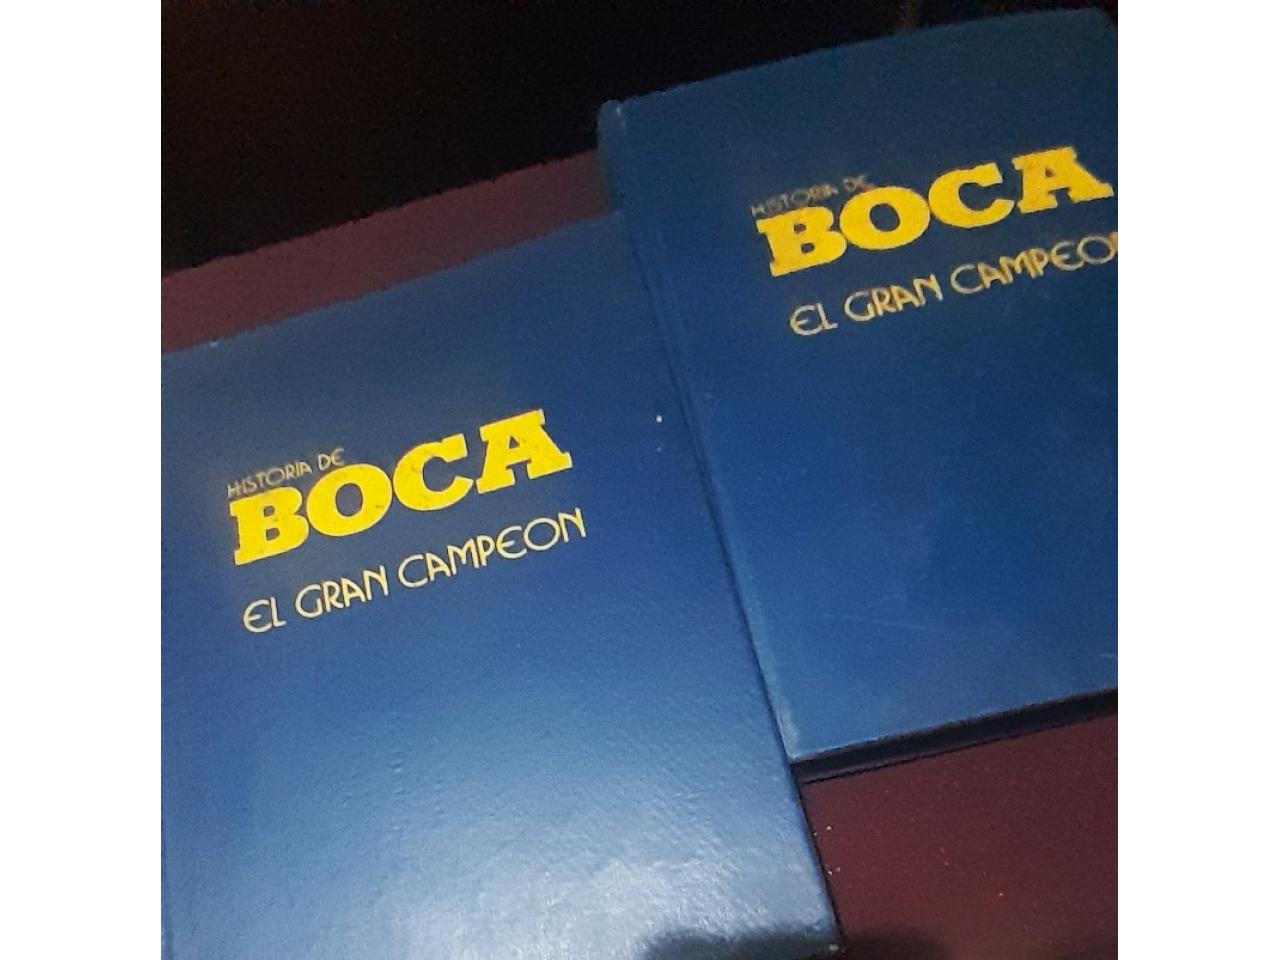 HISTORIA DE
BOCA
EL GRAN CAMPEON
HISTORIA DE
BOCA
EL GRAN CAMPEO